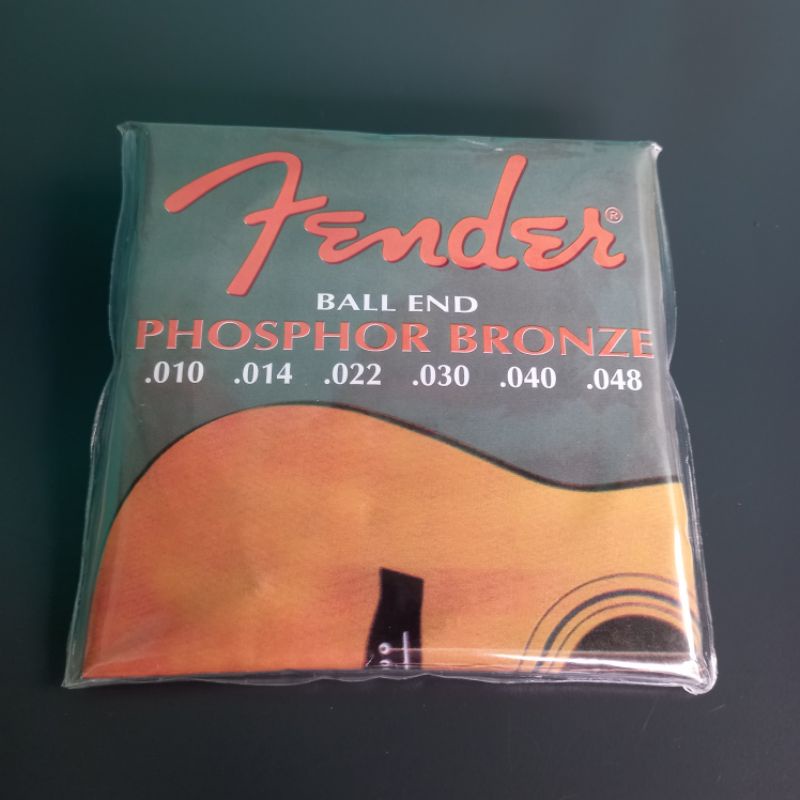 Fender®
BALL END
PHOSPHOR BRONZE
.010 .014 .022 .030 .040 .048